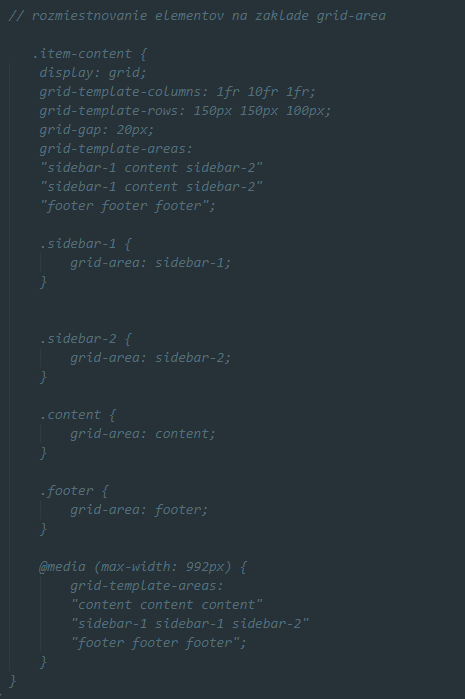 // rozmiestnovanie elementov na zaklade grid-area
.item-content {
display: grid;
grid-template-columns: 1fr 10fr 1fr;
grid-template-rows: 150px 150px 100px;
grid-gap: 20px;
grid-template-areas:
"sidebar-1 content sidebar-2"
"sidebar-1 content sidebar-2"
"footer footer footer";
.sidebar-1 {
grid-area: sidebar-1;
}
.sidebar-2 {
grid-area: sidebar-2;
}
.content {
grid-area: content;
}
.footer {
grid-area: footer;
}
@media (max-width: 992px) {
grid-template-areas:
"content content content"
"sidebar-1 sidebar-1 sidebar-2"
"footer footer footer";
}
}